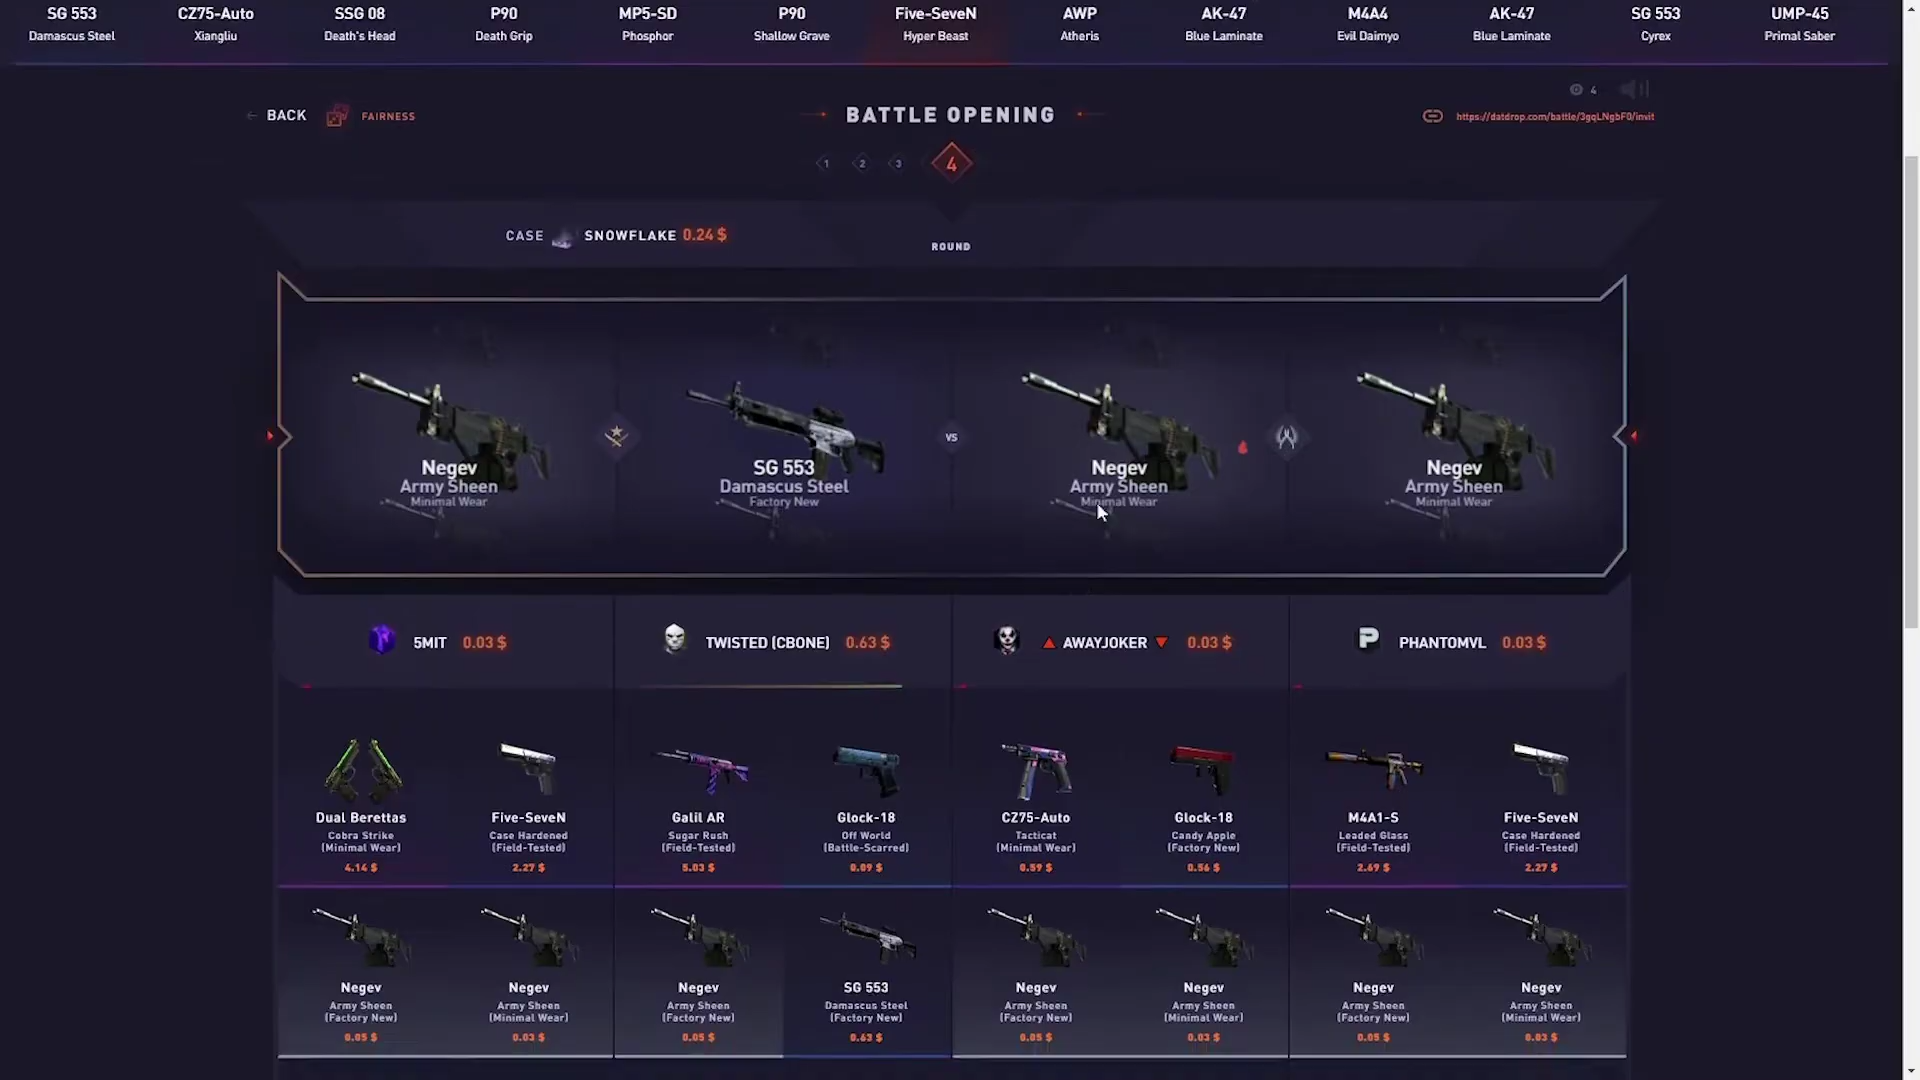 SG 553
Damascus Steel
CZ75-Auto
Xiangliu
SSG 08
Death's Head
P90
Death Grip
MP5-SD
Phosphor
P90
Shallow Grave
Five-SeveN
Hyper Beast
AWP
Atheris
AK-47
Blue Laminate
M4A4
Evil Daimyo
AK-47
Blue Laminate
SG 553
Cyrex
UMP-45
Primal Saber
← BACK
FAIRNESS
BATTLE OPENING
4
https://datdrop.com/battle/3gqLNgbF0/invit
1 2 3 4
CASE SNOWFLAKE 0.24 $
ROUND
Negev
Army Sheen
Minimal Wear
SG 553
Damascus Steel
Factory New
VS
Negev
Army Sheen
Minimal Wear
Negev
Army Sheen
Minimal Wear
5MIT 0.03 $
TWISTED (CBONE) 0.63 $
▲ AWAYJOKER ▼ 0.03 $
P
PHANTOMVL 0.03 $
Dual Berettas
Cobra Strike
(Minimal Wear)
4.14 $
Five-SeveN
Case Hardened
(Field-Tested)
2.27 $
Galil AR
Sugar Rush
(Field-Tested)
5.03 $
Glock-18
Off World
(Battle-Scarred)
0.09 $
CZ75-Auto
Tacticat
(Minimal Wear)
0.59 $
Glock-18
Candy Apple
(Factory New)
0.56 $
M4A1-S
Leaded Glass
(Field-Tested)
2.69 $
Five-SeveN
Case Hardened
(Field-Tested)
2.27 $
Negev
Army Sheen
(Factory New)
0.05 $
Negev
Army Sheen
(Minimal Wear)
0.03 $
Negev
Army Sheen
(Factory New)
0.05 $
SG 553
Damascus Steel
(Factory New)
0.63 $
Negev
Army Sheen
(Factory New)
0.05 $
Negev
Army Sheen
(Minimal Wear)
0.03 $
Negev
Army Sheen
(Factory New)
0.05 $
Negev
Army Sheen
(Minimal Wear)
0.03 $